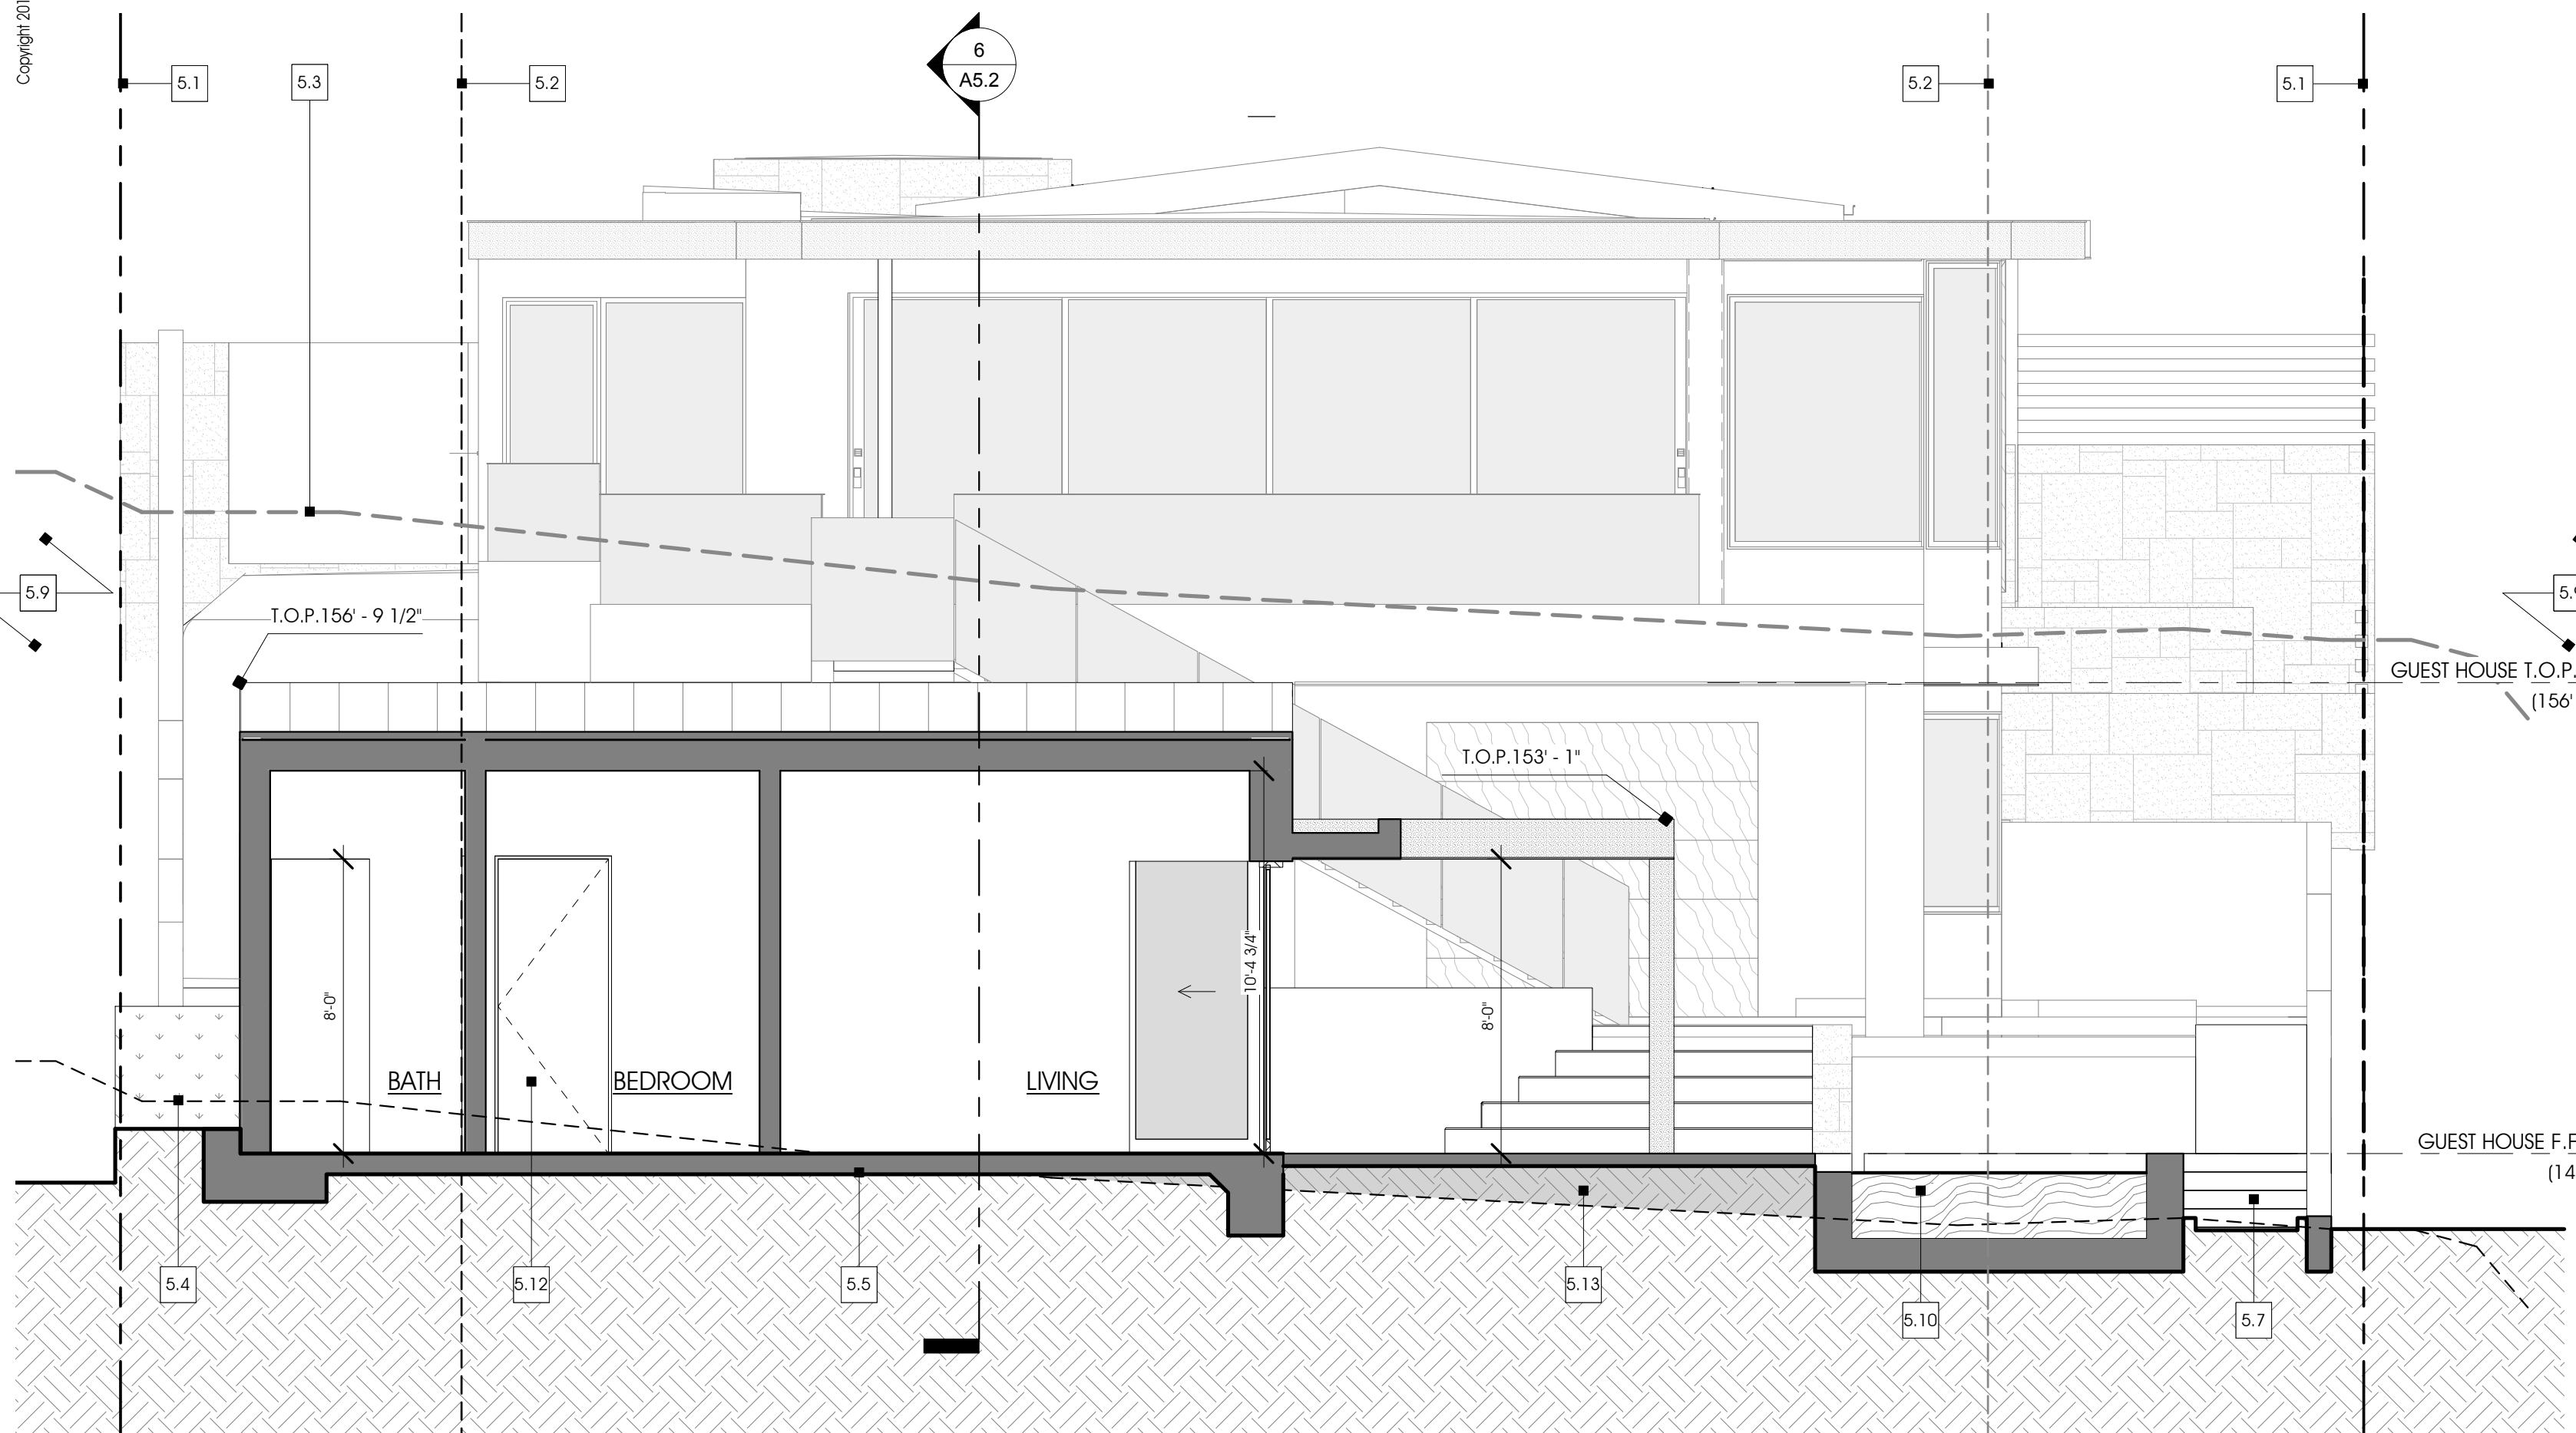 Copyright 201
5.1
5.3
5.2
6
A5.2
5.2
5.1
5.9
5.9
T.O.P.156' - 9 1/2"
GUEST HOUSE T.O.P.
(156'
T.O.P.153' - 1"
8'-0"
10'-4 3/4"
8'-0"
BATH
BEDROOM
LIVING
GUEST HOUSE F.F
(14
5.4
5.12
5.5
5.13
5.10
5.7